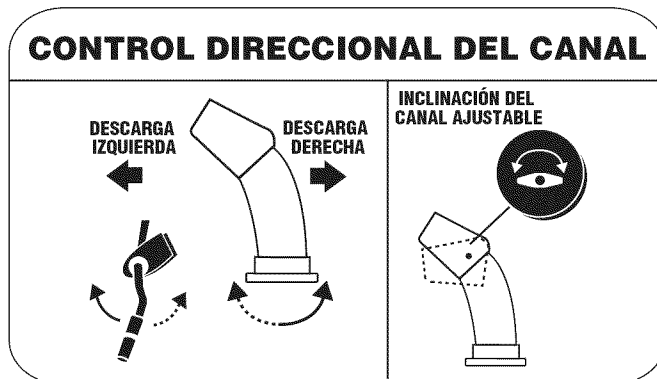 CONTROL DIRECCIONAL DEL CANAL
DESCARGA
IZQUIERDA
DESCARGA
DERECHA
INCLINACIÓN DEL
CANAL AJUSTABLE